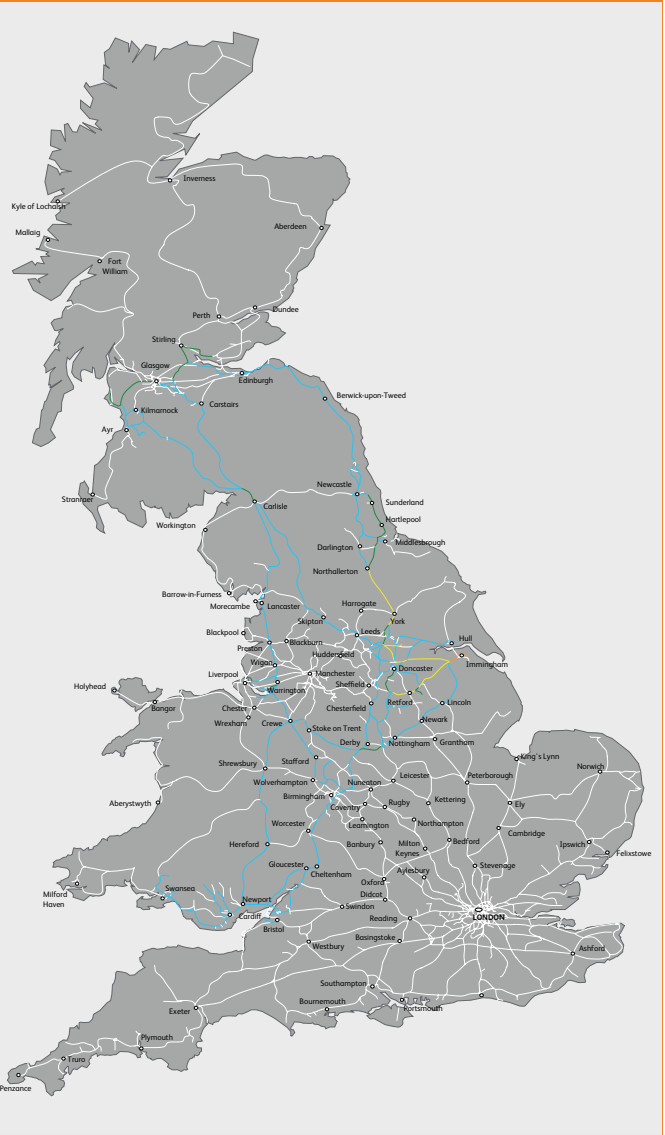 Inverness
Kyle of Lochalsh
Aberdeen
Mallaig
Fort
William
Perth
Dundee
Stirling
Glasgow
Edinburgh
Berwick-upon-Tweed
Kilmarnock
Carstairs
Ayr
Newcastle
Stranraer
Sunderland
Carlisle
Hartlepool
Workington
Middlesbrough
Darlington
Northallerton
Barrow-in-Furness
Morecambe
Lancaster
Harrogate
York
Skipton
Blackpool
Leeds
Hull
Preston
Blackburn
Huddersfield
Immingham
Wigan
Manchester
Doncaster
Liverpool
Sheffield
Holyhead
Warrington
Bangor
Chester
Chesterfield
Retford
Lincoln
Wrexham
Crewe
Newark
Stoke on Trent
Derby
Nottingham
Grantham
King's Lynn
Shrewsbury
Stafford
Norwich
Wolverhampton
Nuneaton
Leicester
Peterborough
Birmingham
Aberystwyth
Coventry
Rugby
Kettering
Ely
Worcester
Leamington
Northampton
Cambridge
Hereford
Banbury
Milton
Keynes
Bedford
Ipswich
Felixstowe
Gloucester
Cheltenham
Aylesbury
Stevenage
Milford
Haven
Swansea
Oxford
Didcot
Newport
Swindon
Cardiff
Reading
LONDON
Bristol
Basingstoke
Westbury
Ashford
Southampton
Bournemouth
Portsmouth
Exeter
Plymouth
Truro
Penzance